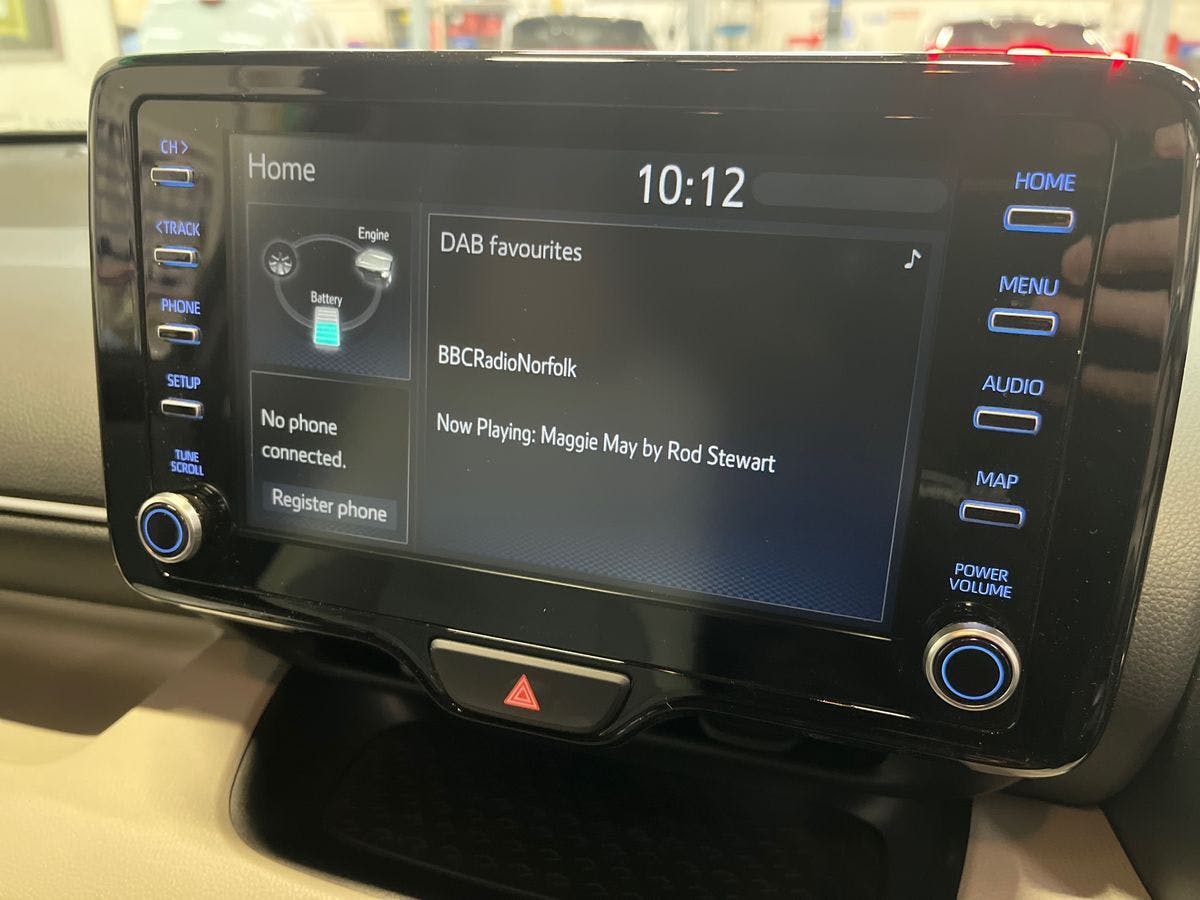 CH>
<TRACK
PHONE
SETUP
TUNE
SCROLL
Home
10:12
Engine
Battery
No phone
connected.
Register phone
DAB favourites
BBCRadioNorfolk
Now Playing: Maggie May by Rod Stewart
HOME
MENU
AUDIO
MAP
POWER
VOLUME